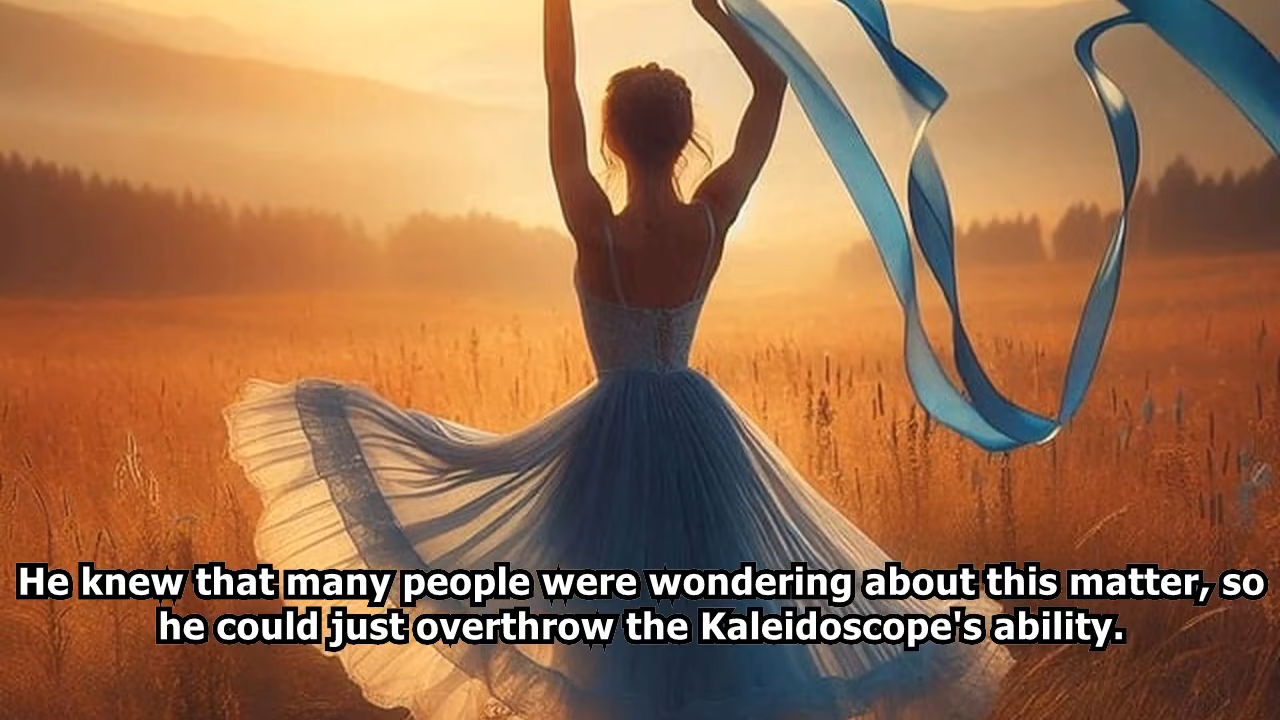 He knew that many people were wondering about this matter, so
he could just overthrow the Kaleidoscope's ability.